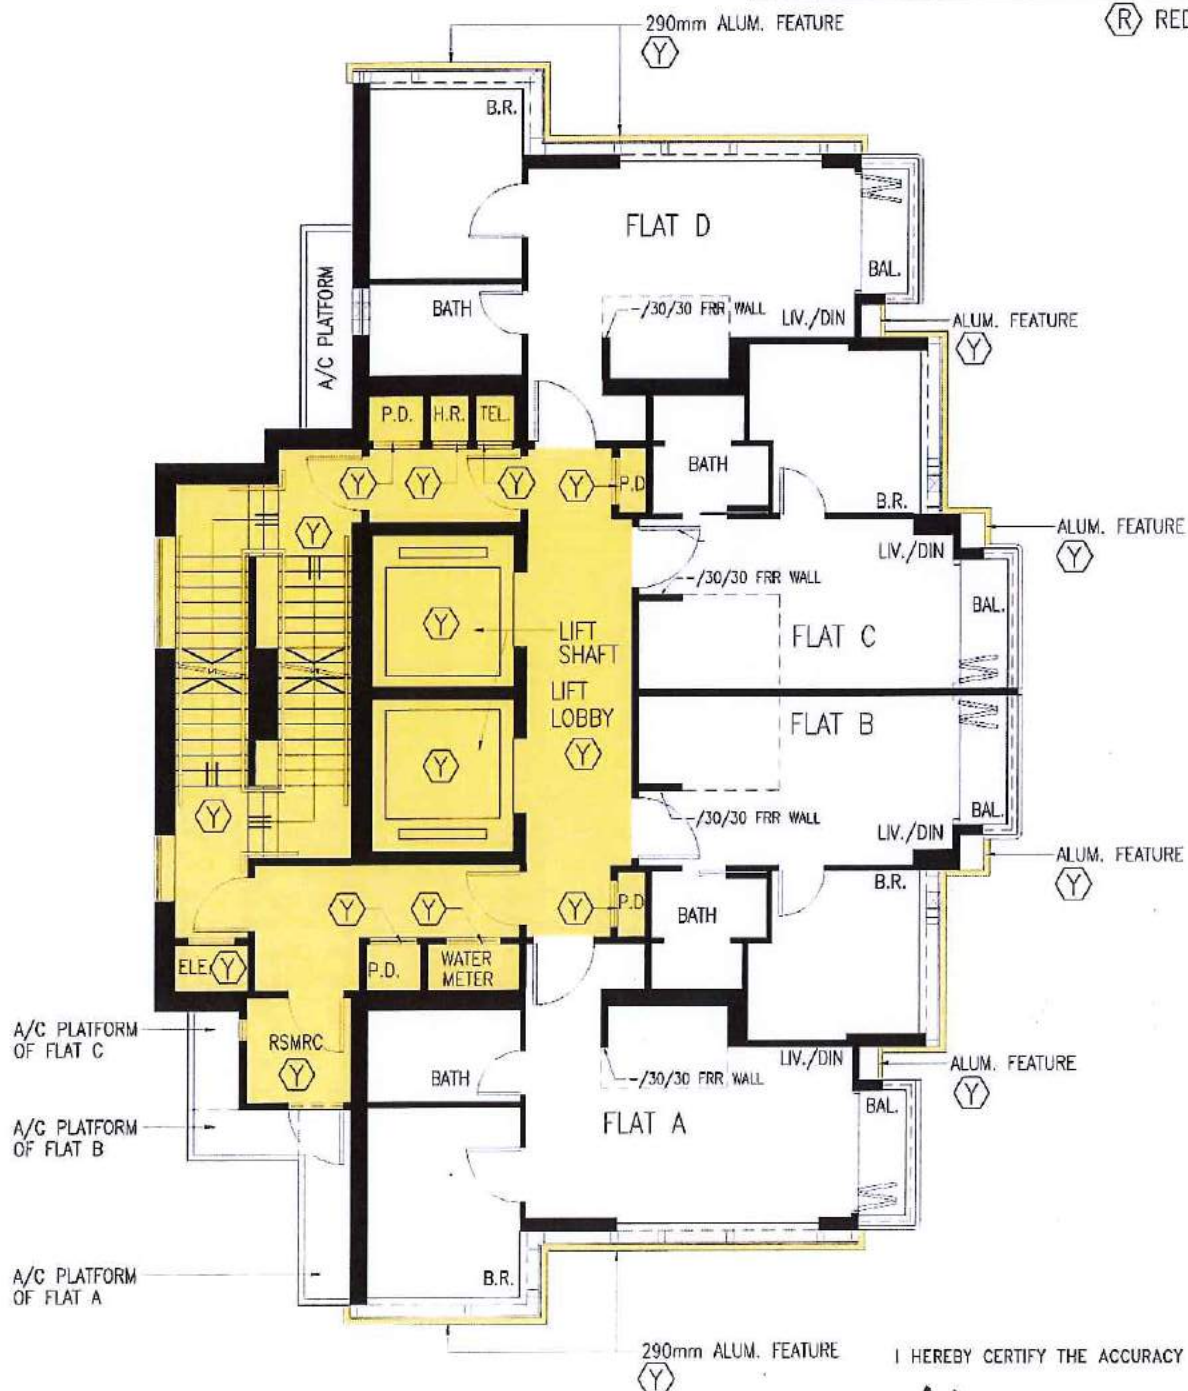 290mm ALUM. FEATURE
Y
R RED
B.R.
FLAT D
A/C PLATFORM
BATH
-/30/30 FRR WALL
LIV./DIN
BAL.
ALUM. FEATURE
Y
P.D.
H.R.
TEL.
Y
Y
Y
Y
P.D
BATH
B.R.
Y
ALUM. FEATURE
Y
LIV./DIN
-/30/30 FRR WALL
BAL.
Y
LIFT
SHAFT
FLAT C
LIFT
LOBBY
Y
FLAT B
Y
Y
-/30/30 FRR WALL
LIV./DIN
BAL.
ALUM. FEATURE
Y
B.R.
Y
Y
Y
P.D
BATH
ELE.
Y
P.D.
WATER
METER
A/C PLATFORM
OF FLAT C
RSMRC
Y
BATH
-/30/30 FRR WALL
LIV./DIN
ALUM. FEATURE
Y
BAL.
A/C PLATFORM
OF FLAT B
FLAT A
A/C PLATFORM
OF FLAT A
B.R.
290mm ALUM. FEATURE
Y
I HEREBY CERTIFY THE ACCURACY